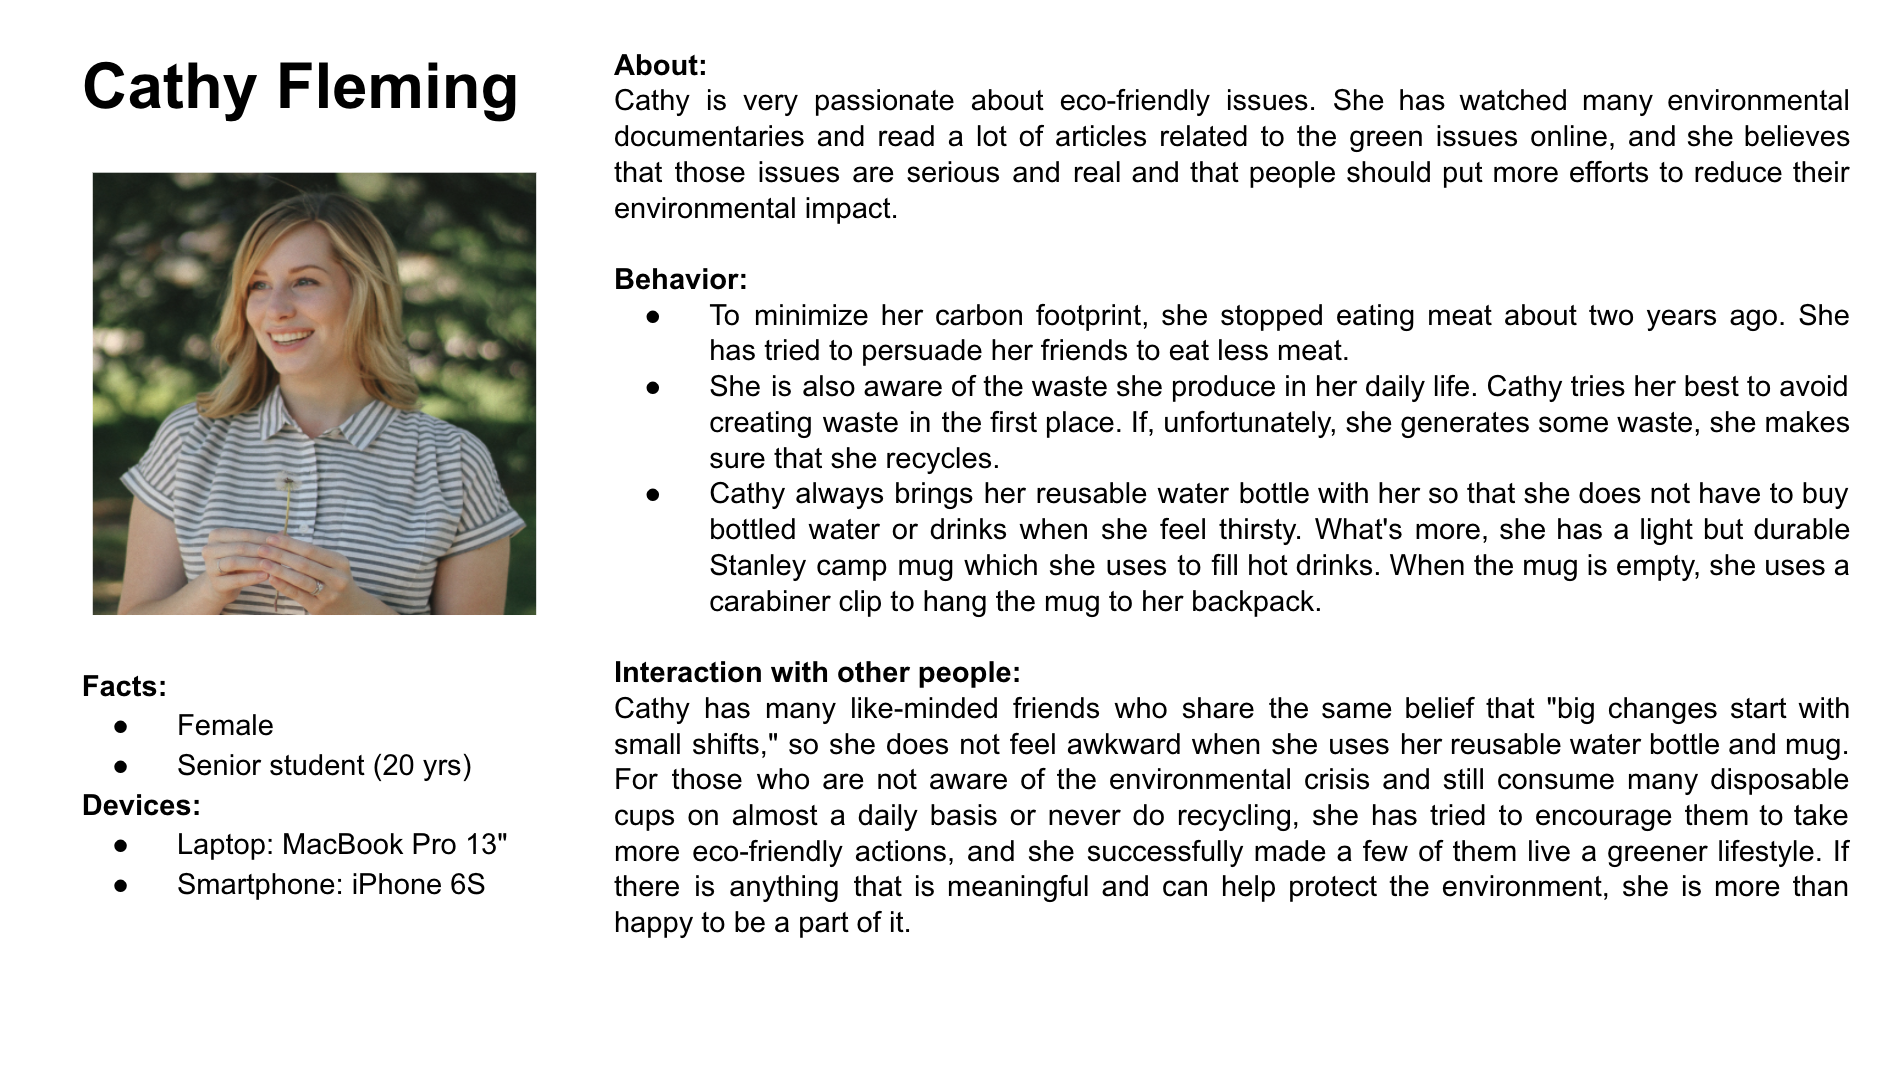 Cathy Fleming
Facts:
● Female
● Senior student (20 yrs)
Devices:
● Laptop: MacBook Pro 13"
● Smartphone: iPhone 6S
About:
Cathy is very passionate about eco-friendly issues. She has watched many environmental
documentaries and read a lot of articles related to the green issues online, and she believes
that those issues are serious and real and that people should put more efforts to reduce their
environmental impact.
Behavior:
● To minimize her carbon footprint, she stopped eating meat about two years ago. She
has tried to persuade her friends to eat less meat.
● She is also aware of the waste she produce in her daily life. Cathy tries her best to avoid
creating waste in the first place. If, unfortunately, she generates some waste, she makes
sure that she recycles.
● Cathy always brings her reusable water bottle with her so that she does not have to buy
bottled water or drinks when she feel thirsty. What's more, she has a light but durable
Stanley camp mug which she uses to fill hot drinks. When the mug is empty, she uses a
carabiner clip to hang the mug to her backpack.
Interaction with other people:
Cathy has many like-minded friends who share the same belief that "big changes start with
small shifts," so she does not feel awkward when she uses her reusable water bottle and mug.
For those who are not aware of the environmental crisis and still consume many disposable
cups on almost a daily basis or never do recycling, she has tried to encourage them to take
more eco-friendly actions, and she successfully made a few of them live a greener lifestyle. If
there is anything that is meaningful and can help protect the environment, she is more than
happy to be a part of it.